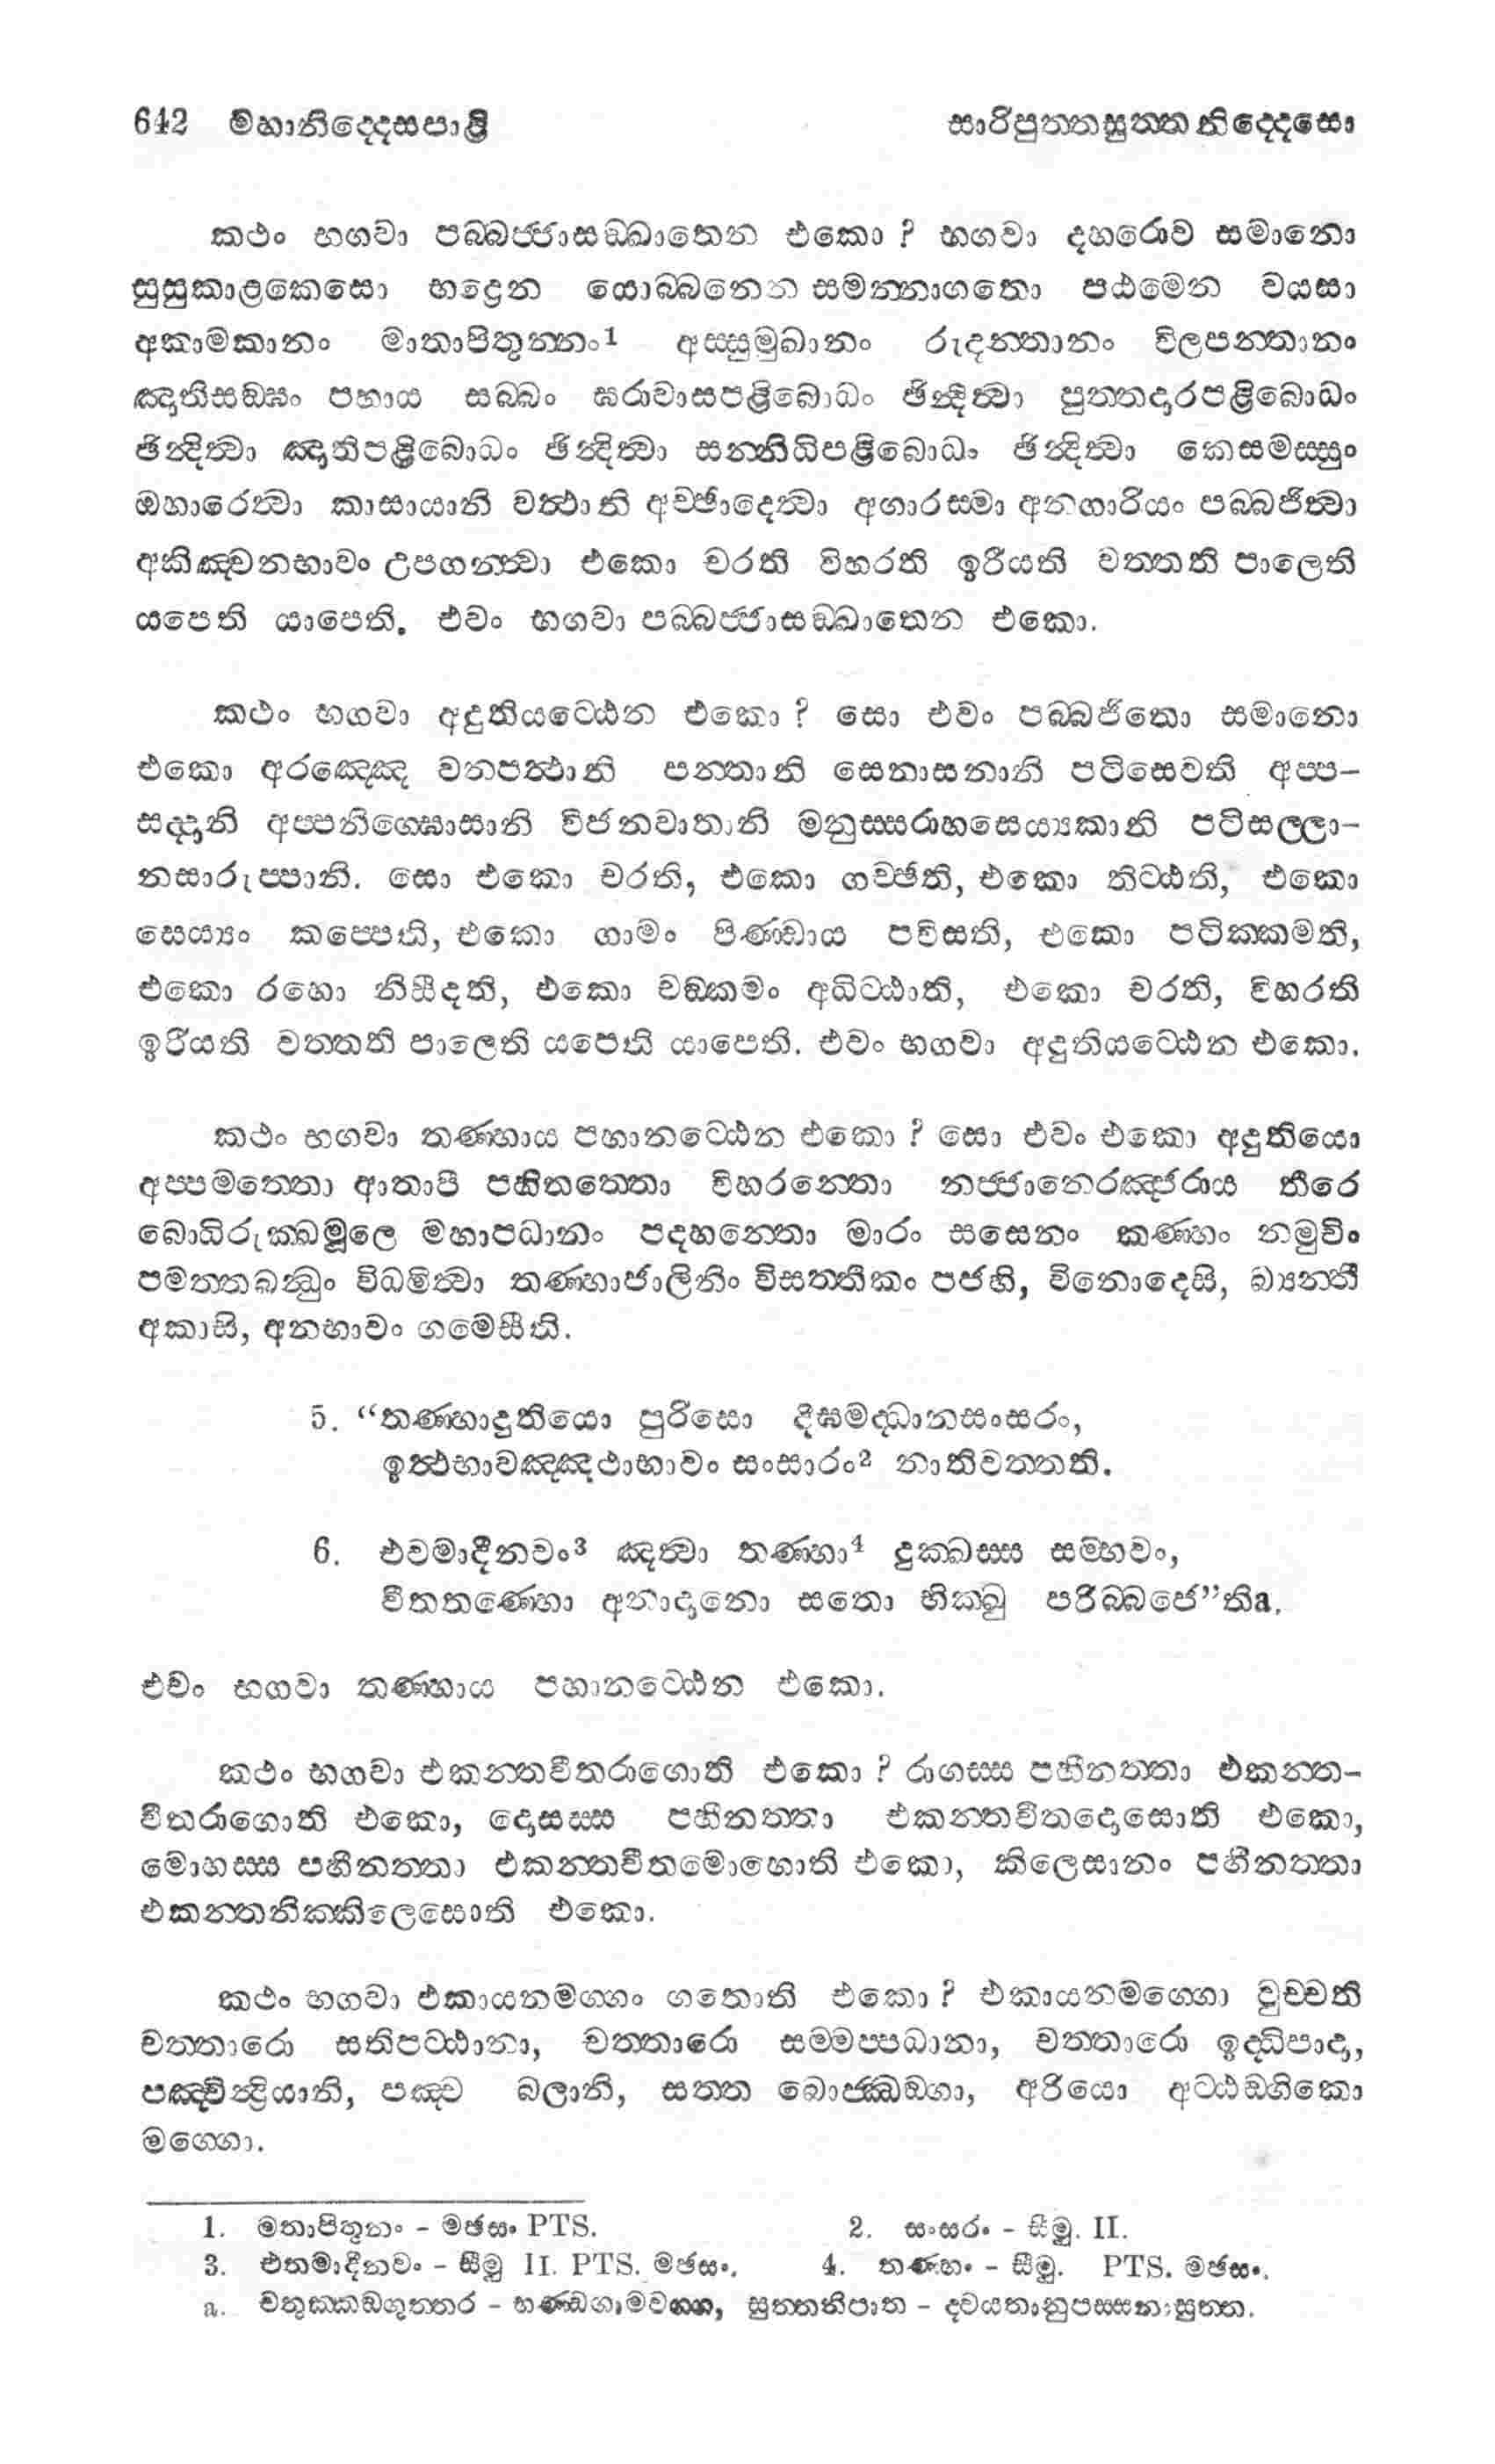 642 මහානිද්දෙසපාළි සාරිපුත්තසුත්ත නිද්දෙසො
කථං භගවා පබ්බජ්ජාසඞ්ඛාතෙන එකො? භගවා දහරොව සමානො
සුසුකාළකෙසො භද්‍රෙන යොබ්බනෙන සමන්නාගතො පඨමෙන වයසා
අකාමකානං මාතාපිතුන්නං1 අස්සුමුඛානං රුදන්තානං විලපන්තානං
ඤාතිසඞ්ඝං පහාය සබ්බං ඝරාවාසපළිබොධං ඡින්දිත්වා පුත්තදාරපළිබොධං
ඡින්දිත්වා ඤාතිපළිබොධං ඡින්දිත්වා සන්නිධිපළිබොධං ඡින්දිත්වා කෙසමස්සුං
ඔහාරෙත්වා කාසායානි වත්ථානි අච්ඡාදෙත්වා අගාරස්මා අනගාරියං පබ්බජිත්වා
අකිඤ්චනභාවං උපගන්ත්වා එකො චරති විහරති ඉරීයති වත්තති පාලෙති
යපෙති යාපෙති. එවං භගවා පබ්බජ්ජාසඞ්ඛාතෙන එකො.
කථං භගවා අදුතියට්ඨෙන එකො? සො එවං පබ්බජිතො සමානො
එකො අරඤ්ඤෙ වනපත්ථානි පන්තානි සෙනාසනානි පටිසෙවති අප්ප-
සද්දානි අප්පනිග්ඝොසානි විජනවාතානි මනුස්සරාහසෙය්‍යකානි පටිසල්ලා-
නසාරුප්පානි. සො එකො චරති, එකො ගච්ඡති, එකො තිට්ඨති, එකො
සෙය්‍යං කප්පෙති, එකො ගාමං පිණ්ඩාය පවිසති, එකො පටික්කමති,
එකො රහො නිසීදති, එකො චඞ්කමං අධිට්ඨාති, එකො චරති, විහරති
ඉරීයති වත්තති පාලෙති යපෙති යාපෙති. එවං භගවා අදුතියට්ඨෙන එකො.
කථං භගවා තණ්හාය පහානට්ඨෙන එකො? සො එවං එකො අදුතියො
අප්පමත්තො ආතාපී පහිතත්තො විහරන්තො නජ්ජානෙරඤ්ජරාය තීරෙ
බොධිරුක්ඛමූලෙ මහාපධානං පදහන්තො මාරං සසෙනං කණ්හං නමුචිං
පමත්තබන්ධුං විධමිත්වා තණ්හාජාලිනිං විසත්තිකං පජහි, විනොදෙසි, බ්‍යන්තී
අකාසි, අනභාවං ගමෙසීති.
5. “තණ්හාදුතියො පුරිසො දීඝමද්ධානසංසරං,
ඉත්ථභාවඤ්ඤථාභාවං සංසාරං2 නාතිවත්තති.
6. එවමාදීනවං3 ඤත්වා තණ්හා4 දුක්ඛස්ස සම්භවං,
වීතතණ්හො අනාදානො සතො භික්ඛු පරිබ්බජෙ”තිa.
එවං භගවා තණ්හාය පහානට්ඨෙන එකො.
කථං භගවා එකන්තවීතරාගොති එකො? රාගස්ස පහීනත්තා එකන්ත-
වීතරාගොති එකො, දොසස්ස පහීනත්තා එකන්තවීතදොසොති එකො,
මොහස්ස පහීනත්තා එකන්තවීතමොහොති එකො, කිලෙසානං පහීනත්තා
එකන්තනික්කිලෙසොති එකො.
කථං භගවා එකායනමග්ගං ගතොති එකො? එකායනමග්ගො වුච්චති
චත්තාරො සතිපට්ඨානා, චත්තාරො සම්මප්පධානා, චත්තාරො ඉද්ධිපාදා,
පඤ්චින්ද්‍රියානි, පඤ්ච බලානි, සත්ත බොජ්ඣඞ්ගා, අරියො අට්ඨඞ්ගිකො
මග්ගො.
1. මතාපිතූනං - මඡසං PTS. 2. සංසරං - සීමු. II.
3. එතමාදීනවං - සීමු II. PTS. මඡසං. 4. තණ්හං - සීමු. PTS. මඡසං.
a. චතුක්කඞ්ගුත්තර - භණ්ඩගාමවග්ග, සුත්තනිපාත - ද්වයතානුපස්සනාසුත්ත.